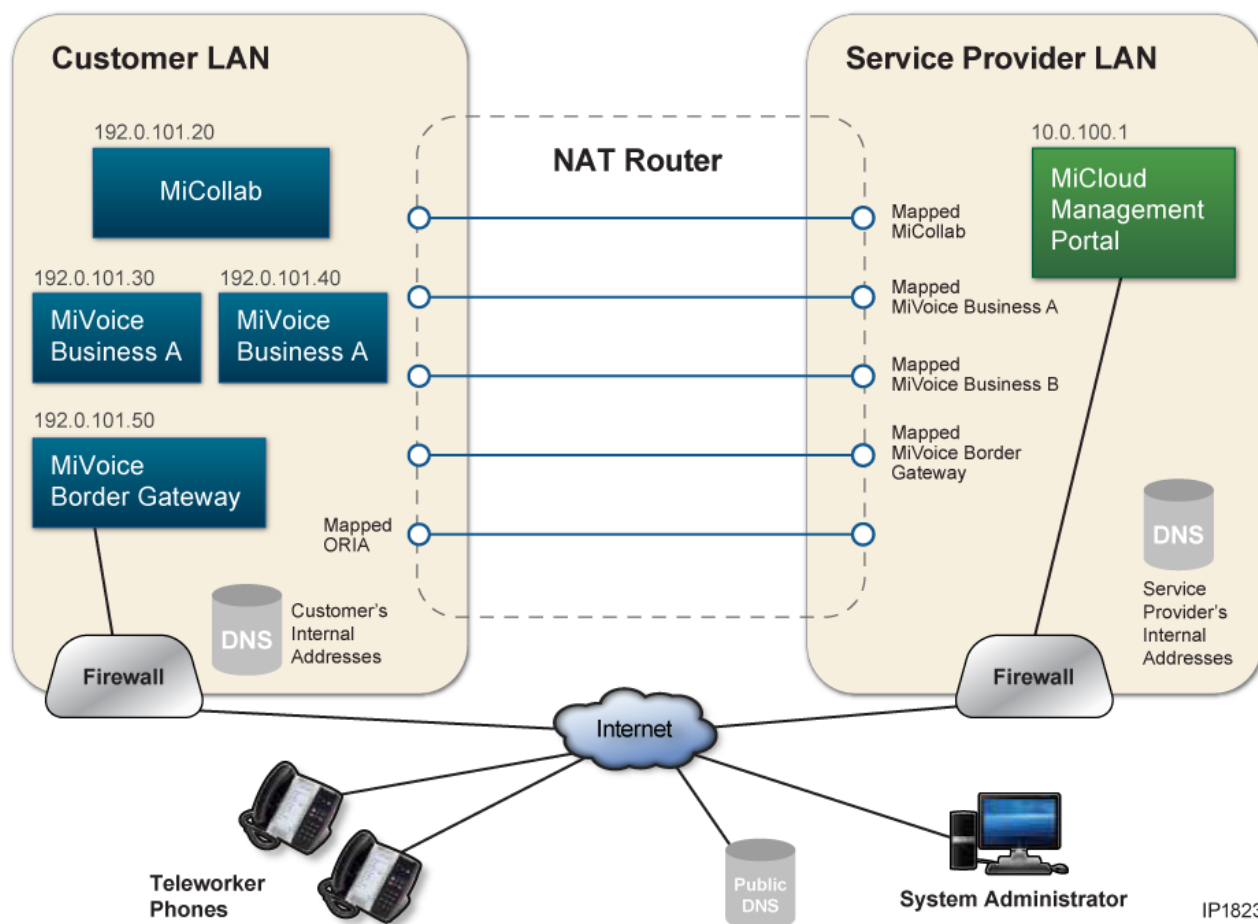 Customer LAN
Service Provider LAN
NAT Router
192.0.101.20
MiCollab
192.0.101.30
MiVoice
Business A
192.0.101.40
MiVoice
Business A
192.0.101.50
MiVoice
Border Gateway
Mapped
ORIA
DNS
Customer's
Internal
Addresses
Firewall
Mapped
MiCollab
Mapped
MiVoice Business A
Mapped
MiVoice Business B
Mapped
MiVoice Border
Gateway
10.0.100.1
MiCloud
Management
Portal
DNS
Service
Provider's
Internal
Addresses
Firewall
Internet
Teleworker
Phones
Public
DNS
System Administrator
IP1823